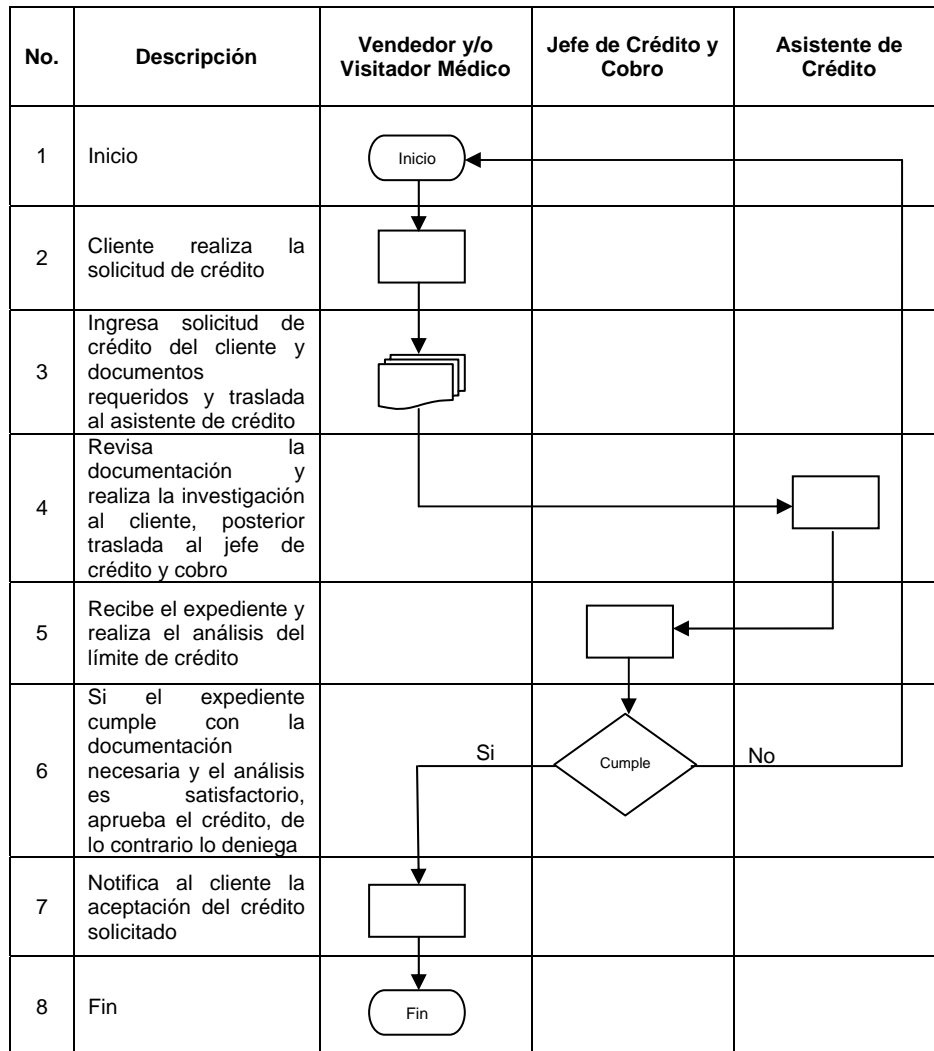 No.
Descripción
Vendedor y/o
Visitador Médico
Jefe de Crédito y
Cobro
Asistente de
Crédito
1
Inicio
Inicio
2
Cliente realiza la
solicitud de crédito
3
Ingresa solicitud de
crédito del cliente y
documentos
requeridos y traslada
al asistente de crédito
4
Revisa la
documentación y
realiza la investigación
al cliente, posterior
traslada al jefe de
crédito y cobro
5
Recibe el expediente y
realiza el análisis del
límite de crédito
6
Si el expediente
cumple con la
documentación
necesaria y el análisis
es satisfactorio,
aprueba el crédito, de
lo contrario lo deniega
Si
Cumple
No
7
Notifica al cliente la
aceptación del crédito
solicitado
8
Fin
Fin